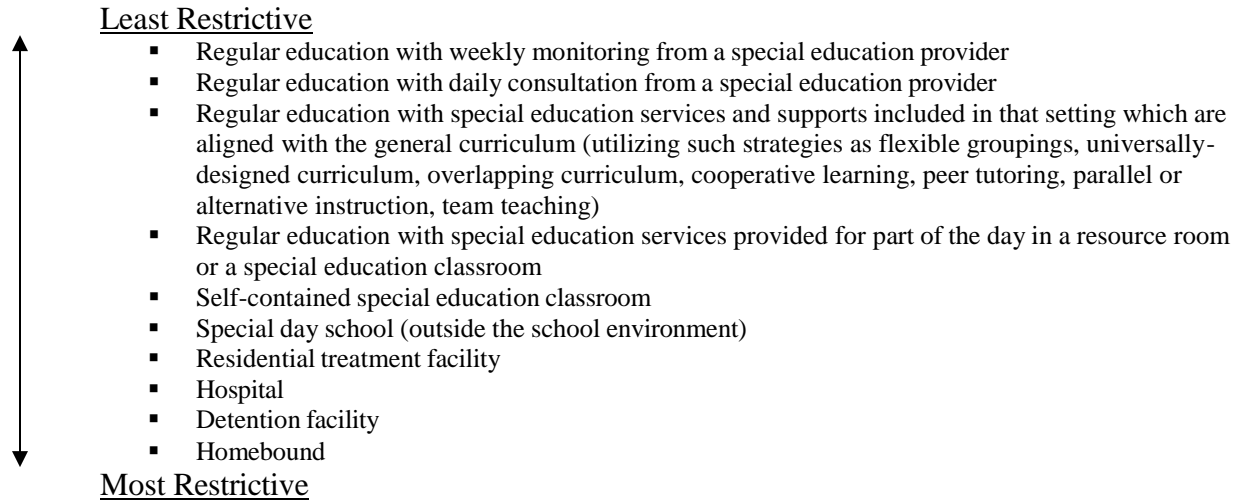 Least Restrictive
▪ Regular education with weekly monitoring from a special education provider
▪ Regular education with daily consultation from a special education provider
▪ Regular education with special education services and supports included in that setting which are
aligned with the general curriculum (utilizing such strategies as flexible groupings, universally-
designed curriculum, overlapping curriculum, cooperative learning, peer tutoring, parallel or
alternative instruction, team teaching)
▪ Regular education with special education services provided for part of the day in a resource room
or a special education classroom
▪ Self-contained special education classroom
▪ Special day school (outside the school environment)
▪ Residential treatment facility
▪ Hospital
▪ Detention facility
▪ Homebound
Most Restrictive